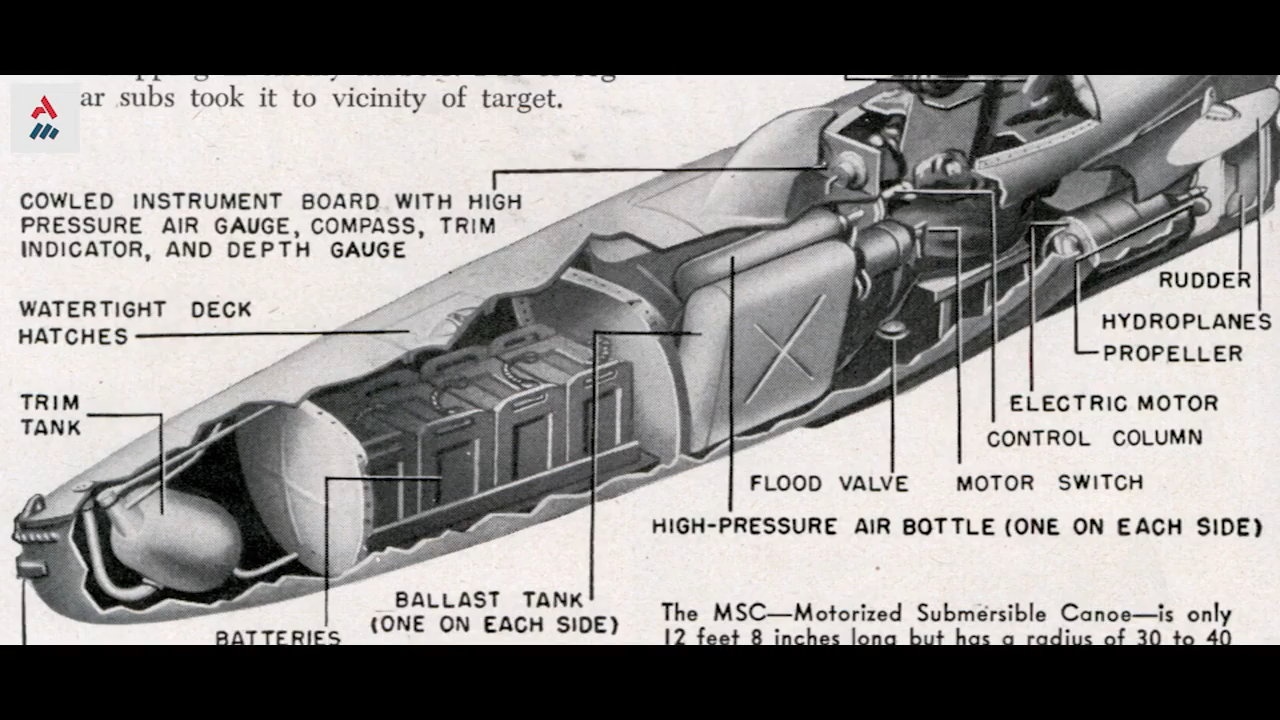 ar subs took it to vicinity of target.
COWLED INSTRUMENT BOARD WITH HIGH
PRESSURE AIR GAUGE, COMPASS, TRIM
INDICATOR, AND DEPTH GAUGE
WATERTIGHT DECK
HATCHES
TRIM
TANK
RUDDER
HYDROPLANES
PROPELLER
ELECTRIC MOTOR
CONTROL COLUMN
FLOOD VALVE
MOTOR SWITCH
HIGH-PRESSURE AIR BOTTLE (ONE ON EACH SIDE)
BALLAST TANK
(ONE ON EACH SIDE)
BATTERIES
The MSC—Motorized Submersible Canoe—is only
12 feet 8 inches long but has a radius of 30 to 40